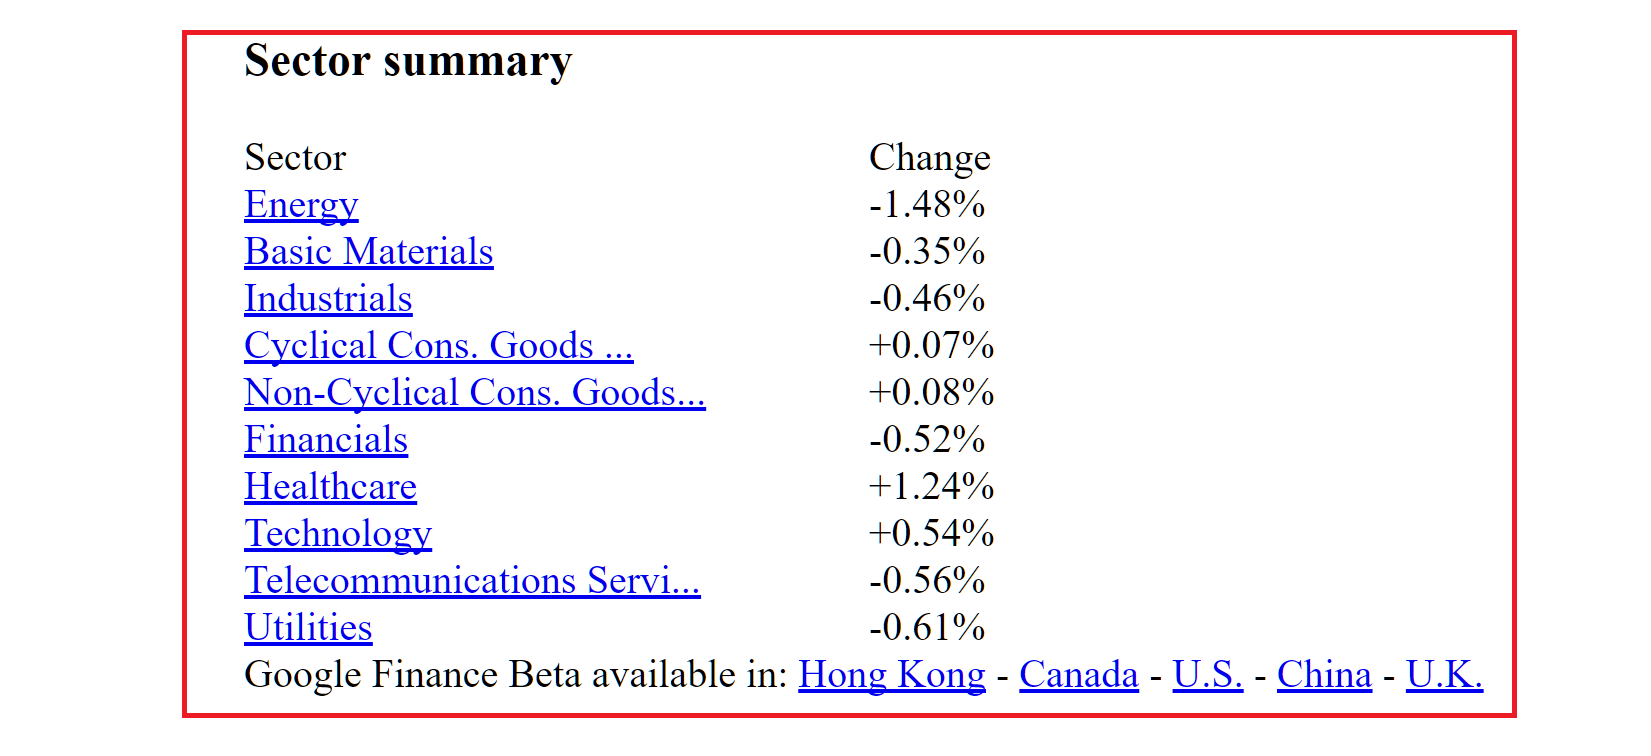 Sector summary
Sector Change
Energy -1.48%
Basic Materials -0.35%
Industrials -0.46%
Cyclical Cons. Goods ... +0.07%
Non-Cyclical Cons. Goods... +0.08%
Financials -0.52%
Healthcare +1.24%
Technology +0.54%
Telecommunications Servi... -0.56%
Utilities -0.61%
Google Finance Beta available in: Hong Kong - Canada - U.S. - China - U.K.